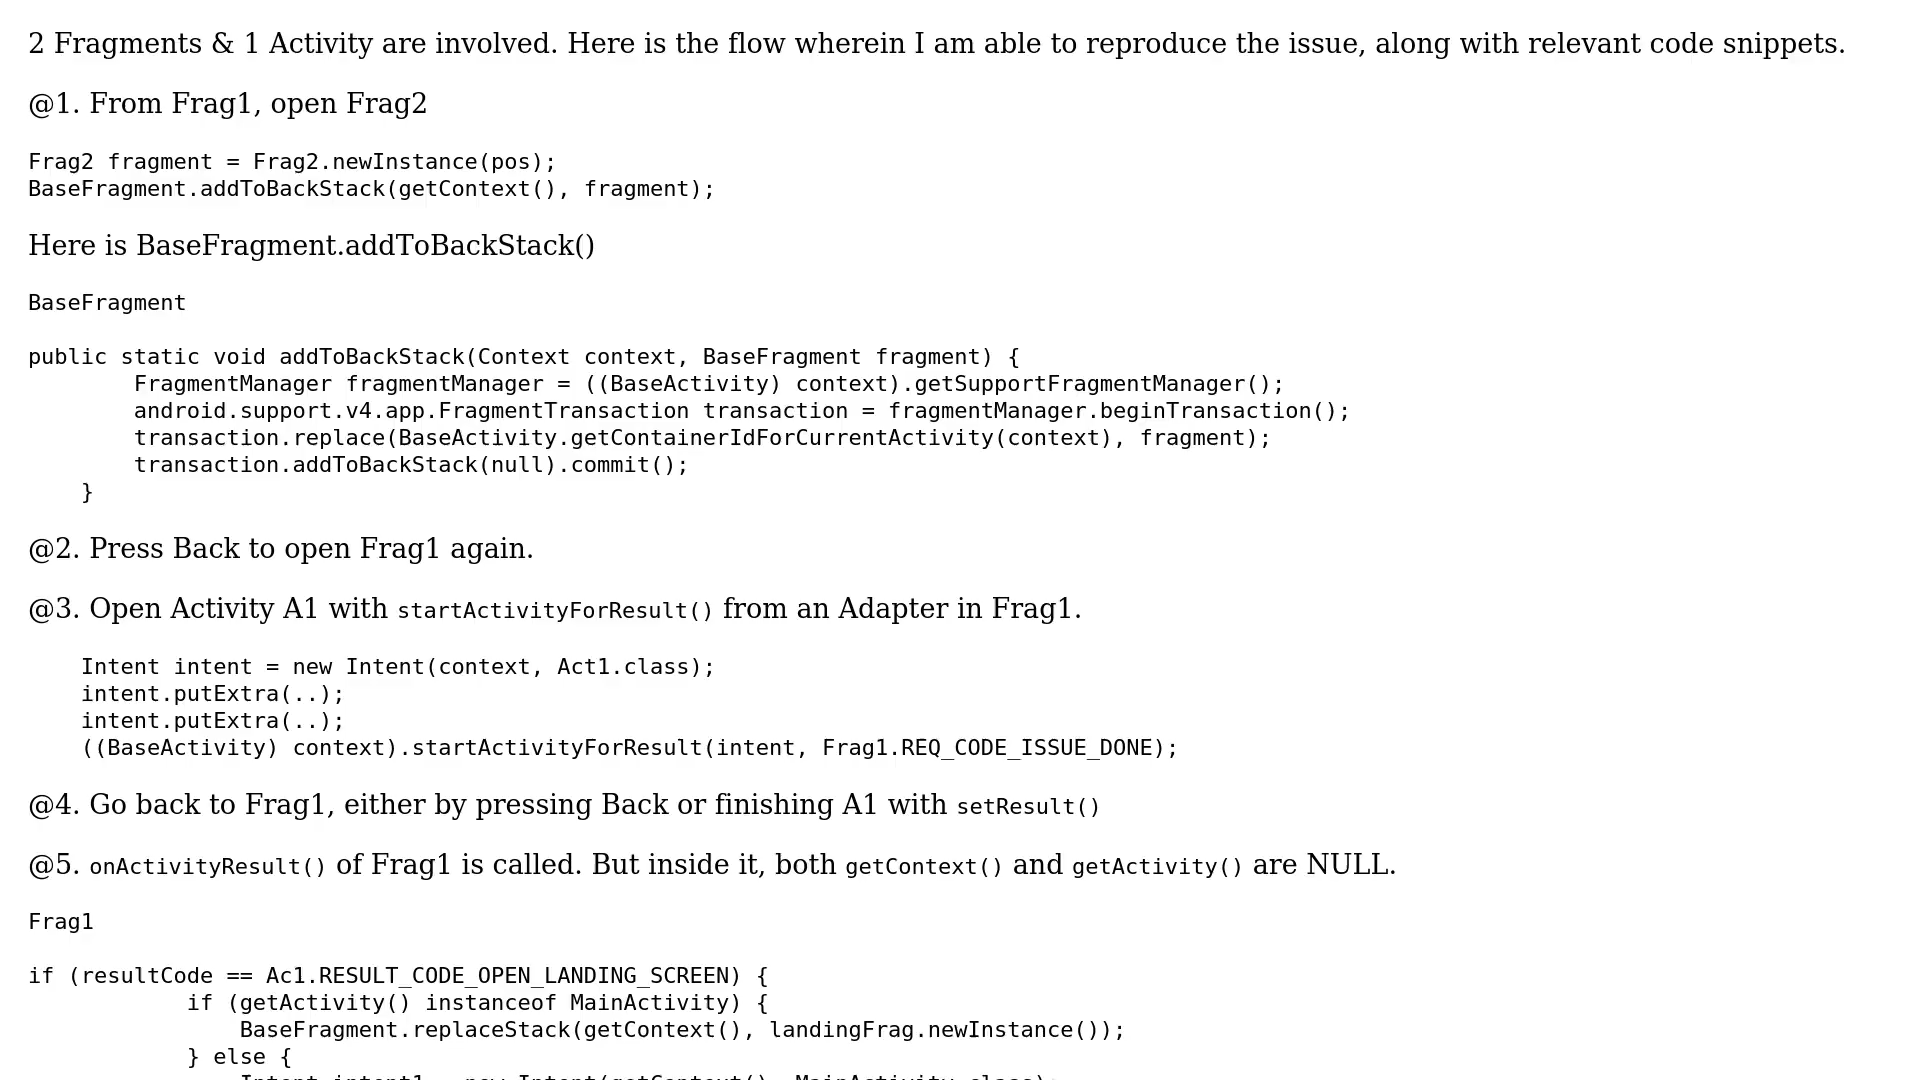 2 Fragments & 1 Activity are involved. Here is the flow wherein I am able to reproduce the issue, along with relevant code snippets.
@1. From Frag1, open Frag2
Frag2 fragment = Frag2.newInstance(pos);
BaseFragment.addToBackStack(getContext(), fragment);
Here is BaseFragment.addToBackStack()
BaseFragment
public static void addToBackStack(Context context, BaseFragment fragment) {
        FragmentManager fragmentManager = ((BaseActivity) context).getSupportFragmentManager();
        android.support.v4.app.FragmentTransaction transaction = fragmentManager.beginTransaction();
        transaction.replace(BaseActivity.getContainerIdForCurrentActivity(context), fragment);
        transaction.addToBackStack(null).commit();
    }
@2. Press Back to open Frag1 again.
@3. Open Activity A1 with startActivityForResult() from an Adapter in Frag1.
    Intent intent = new Intent(context, Act1.class);
    intent.putExtra(..);
    intent.putExtra(..);
    ((BaseActivity) context).startActivityForResult(intent, Frag1.REQ_CODE_ISSUE_DONE);
@4. Go back to Frag1, either by pressing Back or finishing A1 with setResult()
@5. onActivityResult() of Frag1 is called. But inside it, both getContext() and getActivity() are NULL.
Frag1
if (resultCode == Ac1.RESULT_CODE_OPEN_LANDING_SCREEN) {
            if (getActivity() instanceof MainActivity) {
                BaseFragment.replaceStack(getContext(), landingFrag.newInstance());
            } else {
                Intent intent1 = new Intent(getContext(), MainActivity.class);